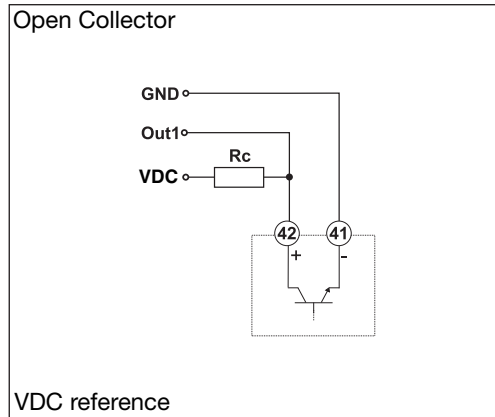 Open Collector
GND
Out1
Rc
VDC
42 41
+ -
VDC reference